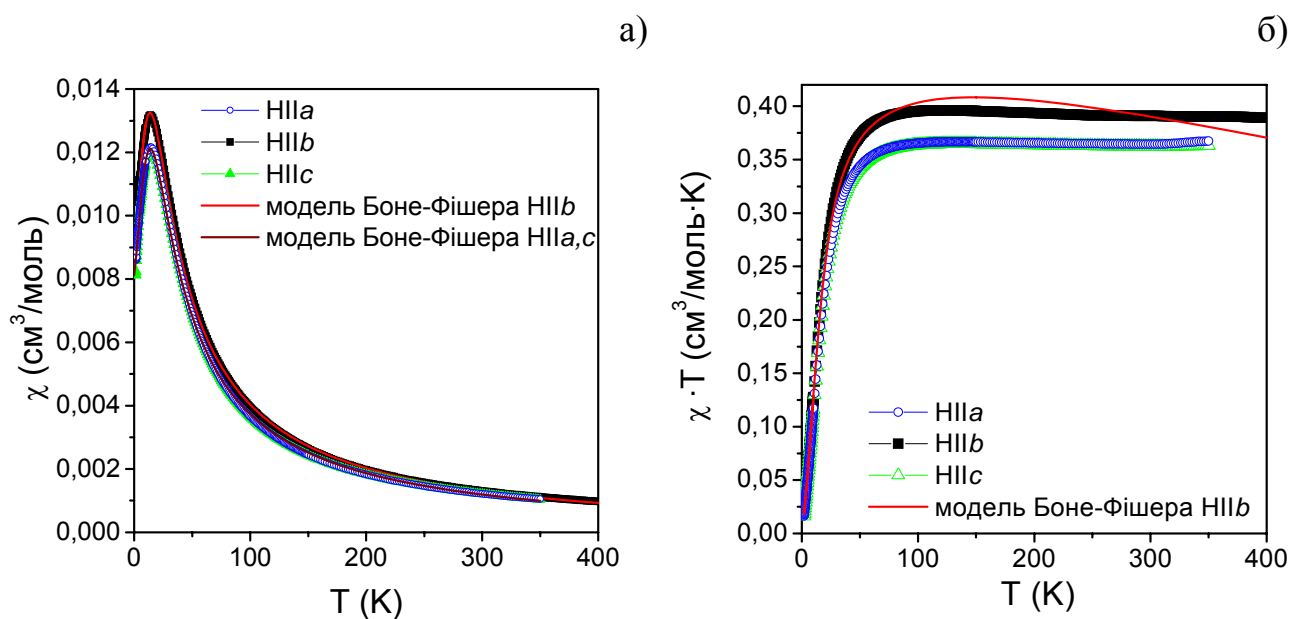 а)
б)
0,014
0,012
0,010
0,008
0,006
0,004
0,002
0,000
χ (см³/моль)
HIIa
HIIb
HIIc
модель Боне-Фішера HIIb
модель Боне-Фішера HIIa,c
0 100 200 300 400
T (K)
0,40
0,35
0,30
0,25
0,20
0,15
0,10
0,05
0,00
χ ·T (см³/моль·K)
HIIa
HIIb
HIIc
модель Боне-Фішера HIIb
0 100 200 300 400
T (K)